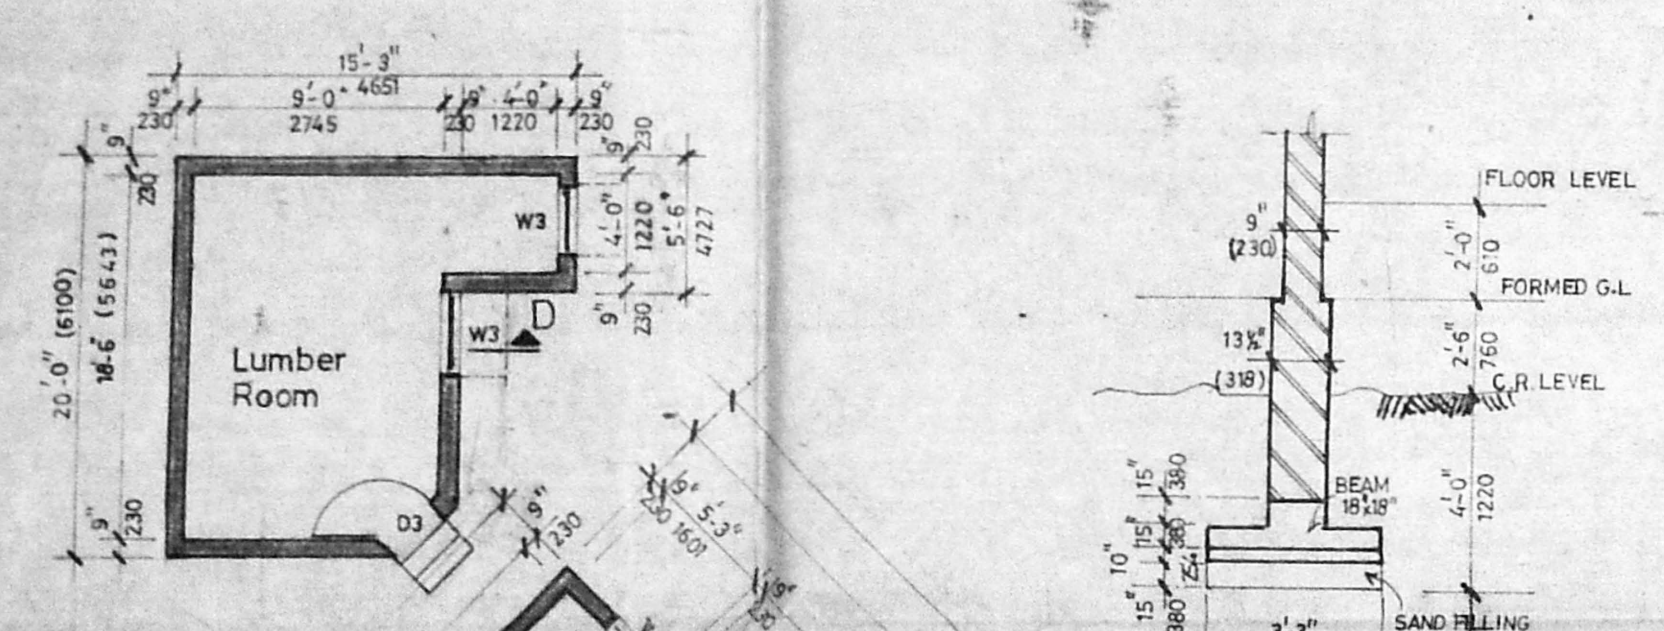 15'-3"
4651
9" 9'-0" 9" 4'-0" 9"
230 2745 230 1220 230
9"
230
20'-0" (6100)
18'-6" (5643)
9"
230
9"
230
4'-0"
1220
5'-6"
4727
9"
230
W3
W3
D
Lumber
Room
D3
9"
230
9" 5'-3"
230 1601
9"
FLOOR LEVEL
9"
(230)
2'-0"
610
FORMED G.L
13½"
(318)
2'-6"
760
C.R. LEVEL
15"
380
BEAM
18"x18"
4'-0"
1220
15"
380
10"
15"
380
SAND FILLING